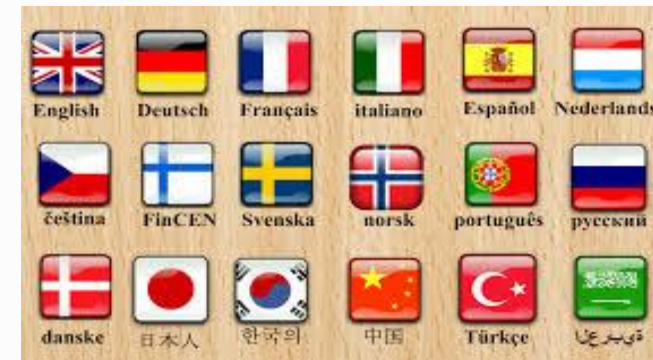 English Deutsch Français italiano Español Nederlands
čeština FinCEN Svenska norsk português русский
danske 日本人 한국의 中国 Türkçe